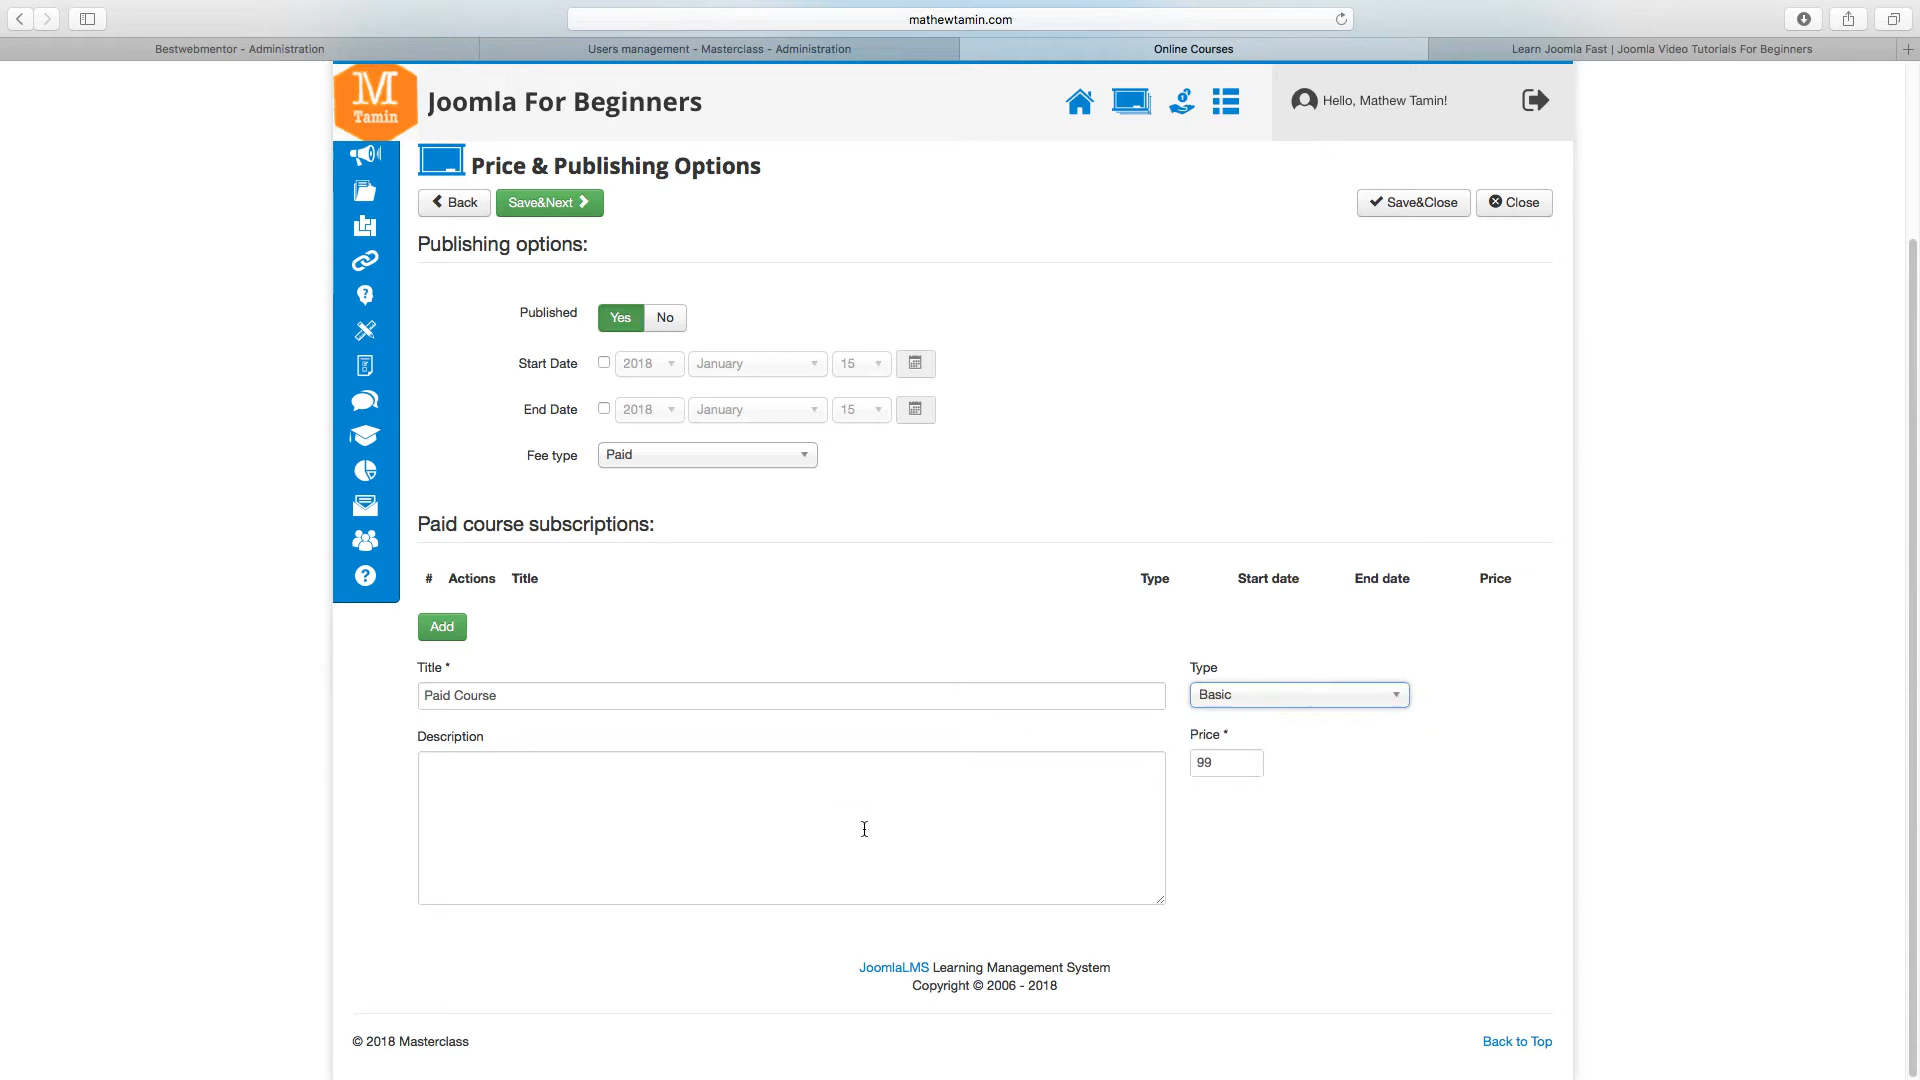 mathewtamin.com
Bestwebmentor - Administration
Users management - Masterclass - Administration
Online Courses
Learn Joomla Fast | Joomla Video Tutorials For Beginners
M
Tamin
Joomla For Beginners
Hello, Mathew Tamin!
Price & Publishing Options
Back
Save&Next
Save&Close
Close
Publishing options:
Published
Yes
No
Start Date
2018
January
15
End Date
2018
January
15
Fee type
Paid
Paid course subscriptions:
# Actions Title Type Start date End date Price
Add
Title *
Type
Paid Course
Basic
Description
Price *
99
JoomlaLMS Learning Management System
Copyright © 2006 - 2018
© 2018 Masterclass
Back to Top